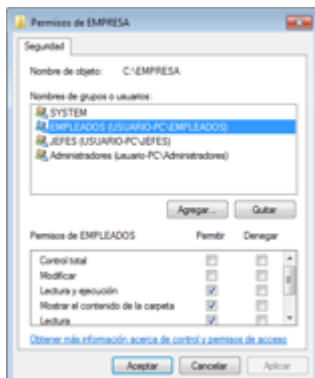 Permisos de EMPRESA
Seguridad
Nombre de objeto: C:\EMPRESA
Nombres de grupos o usuarios:
SYSTEM
EMPLEADOS (USUARIO-PC\EMPLEADOS)
JEFES (USUARIO-PC\JEFES)
Administradores (usuario-PC\Administradores)
Agregar... Quitar
Permisos de EMPLEADOS Permitir Denegar
Control total
Modificar
Lectura y ejecución
Mostrar el contenido de la carpeta
Lectura
Obtener más información acerca de control y permisos de acceso
Aceptar Cancelar Aplicar